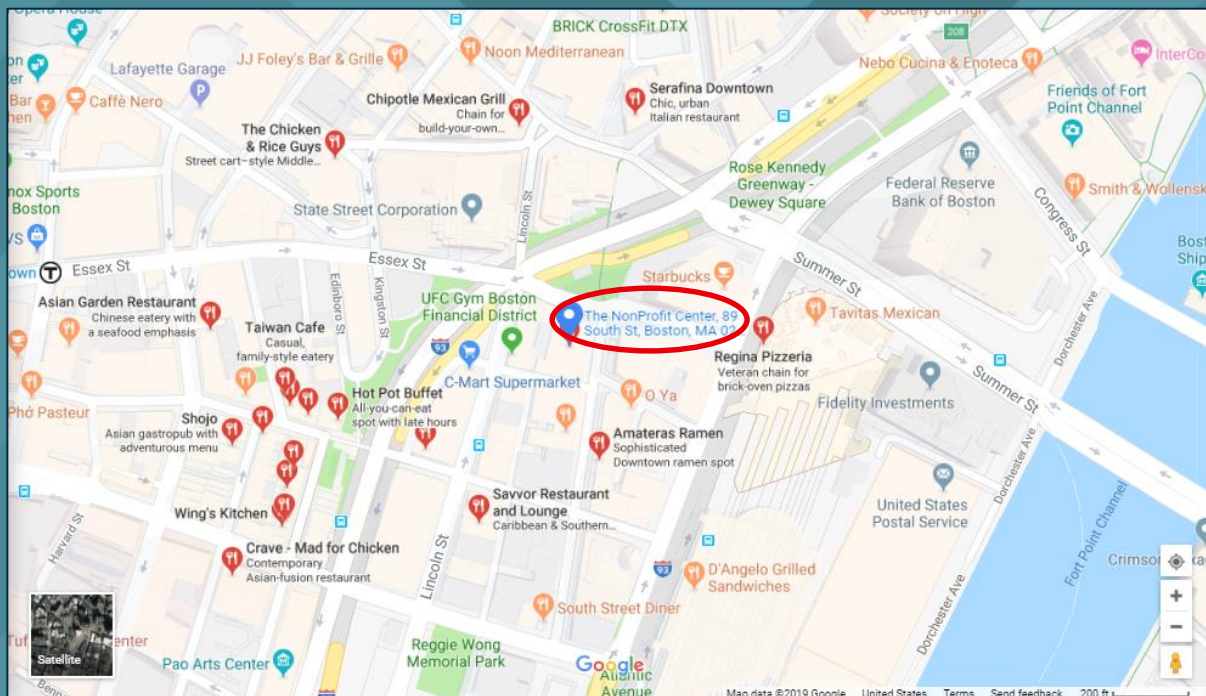 Opera House
BRICK CrossFit DTX
Society on High
208
JJ Foley's Bar & Grille
Noon Mediterranean
Nebo Cucina & Enoteca
Lafayette Garage
P
Caffè Nero
Chipotle Mexican Grill
Chain for
build-your-own...
Serafina Downtown
Chic, urban
Italian restaurant
Friends of Fort
Point Channel
The Chicken
& Rice Guys
Street cart–style Middle...
Lincoln St
Rose Kennedy
Greenway -
Dewey Square
Federal Reserve
Bank of Boston
Smith & Wollensk
Congress St
nox Sports
Boston
State Street Corporation
VS
own
T
Essex St
Essex St
Summer St
Starbucks
Asian Garden Restaurant
Chinese eatery with
a seafood emphasis
Edinboro St
Kingston St
UFC Gym Boston
Financial District
The NonProfit Center, 89
South St, Boston, MA 02
Tavitas Mexican
Dorchester Ave
Taiwan Cafe
Casual,
family-style eatery
93
C-Mart Supermarket
Regina Pizzeria
Veteran chain for
brick-oven pizzas
Summer St
Phở Pasteur
Hot Pot Buffet
All-you-can-eat
spot with late hours
O Ya
Fidelity Investments
Shojo
Asian gastropub with
adventurous menu
Amateras Ramen
Sophisticated
Downtown ramen spot
Dorchester Ave
Wing's Kitchen
Savvor Restaurant
and Lounge
Caribbean & Southern...
United States
Postal Service
Harvard St
Crave - Mad for Chicken
Contemporary
Asian-fusion restaurant
Lincoln St
93
D'Angelo Grilled
Sandwiches
Fort Point Channel
Crimson
South Street Diner
Dorchester Ave
Satellite
Pao Arts Center
Reggie Wong
Memorial Park
Google
Atlantic
Avenue
Map data ©2019 Google United States Terms Send feedback 200 ft